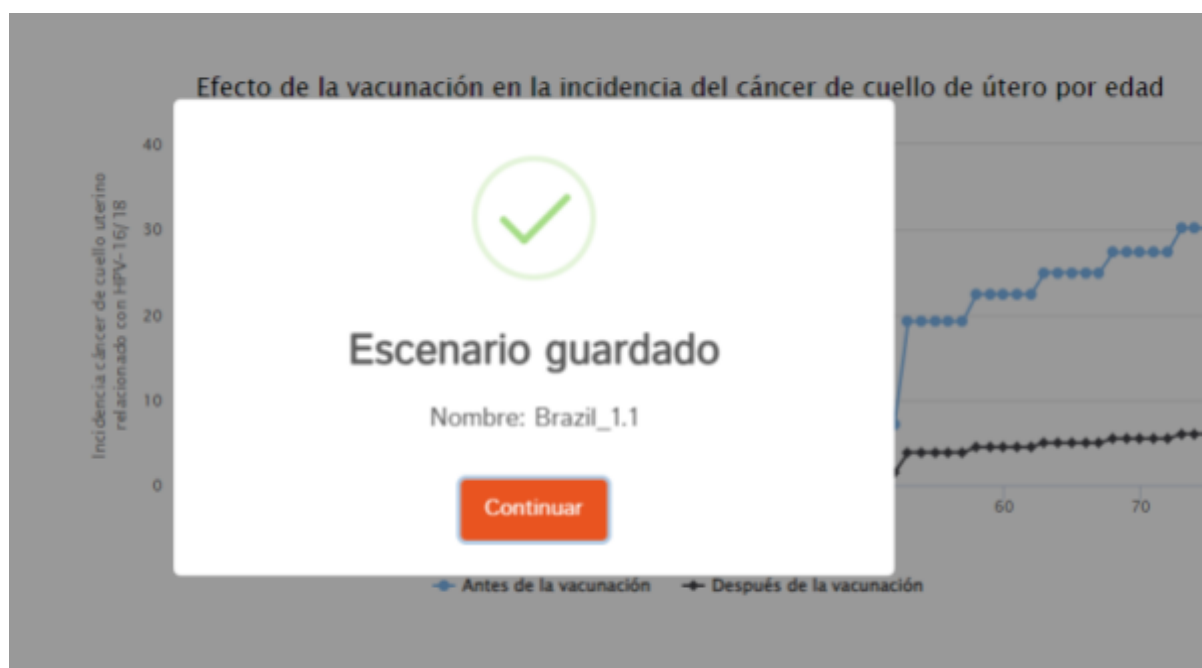 Efecto de la vacunación en la incidencia del cáncer de cuello de útero por edad
40
Incidencia cáncer de cuello uterino
relacionado con HPV-16/18
30
20
10
0
Escenario guardado
Nombre: Brazil_1.1
Continuar
60
70
Antes de la vacunación
Después de la vacunación